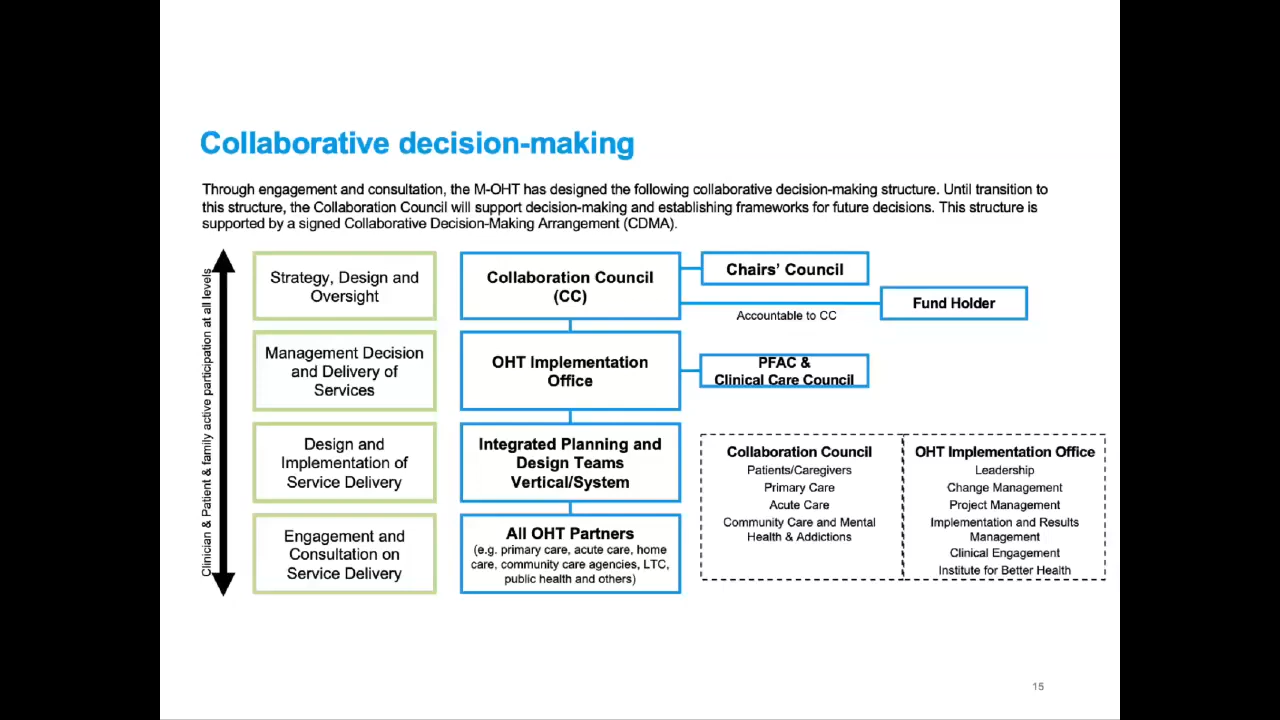 Collaborative decision-making
Through engagement and consultation, the M-OHT has designed the following collaborative decision-making structure. Until transition to
this structure, the Collaboration Council will support decision-making and establishing frameworks for future decisions. This structure is
supported by a signed Collaborative Decision-Making Arrangement (CDMA).
Clinician & Patient & family active participation at all levels
Strategy, Design and
Oversight
Collaboration Council
(CC)
Chairs’ Council
Fund Holder
Accountable to CC
Management Decision
and Delivery of
Services
OHT Implementation
Office
PFAC &
Clinical Care Council
Design and
Implementation of
Service Delivery
Integrated Planning and
Design Teams
Vertical/System
Engagement and
Consultation on
Service Delivery
All OHT Partners
(e.g. primary care, acute care, home
care, community care agencies, LTC,
public health and others)
Collaboration Council
Patients/Caregivers
Primary Care
Acute Care
Community Care and Mental
Health & Addictions
OHT Implementation Office
Leadership
Change Management
Project Management
Implementation and Results
Management
Clinical Engagement
Institute for Better Health
15